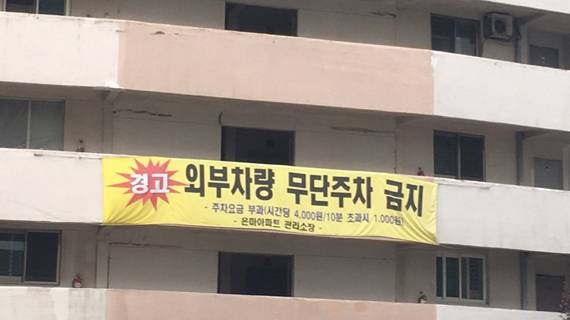 경고 외부차량 무단주차 금지
- 주차요금 부과(시간당 4,000원/10분 초과시 1,000원)
- 은마아파트 관리소장 -